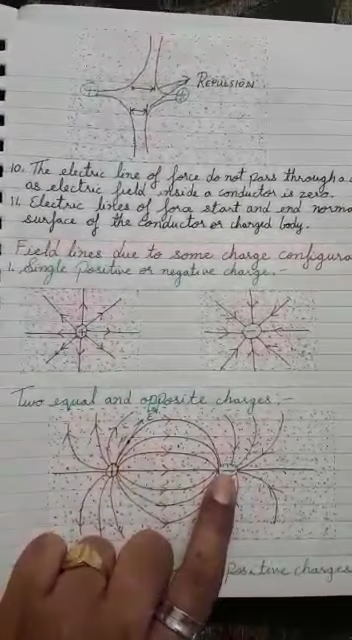 REPULSION
10. The electric line of force do not pass through a
as electric field inside a conductor is zero.
11. Electric lines of force start and end norma
surface of the conductor or charged body.
Field lines due to some charge configura
1. Single positive or negative charge.-
Two equal and opposite charges.-
positive charges